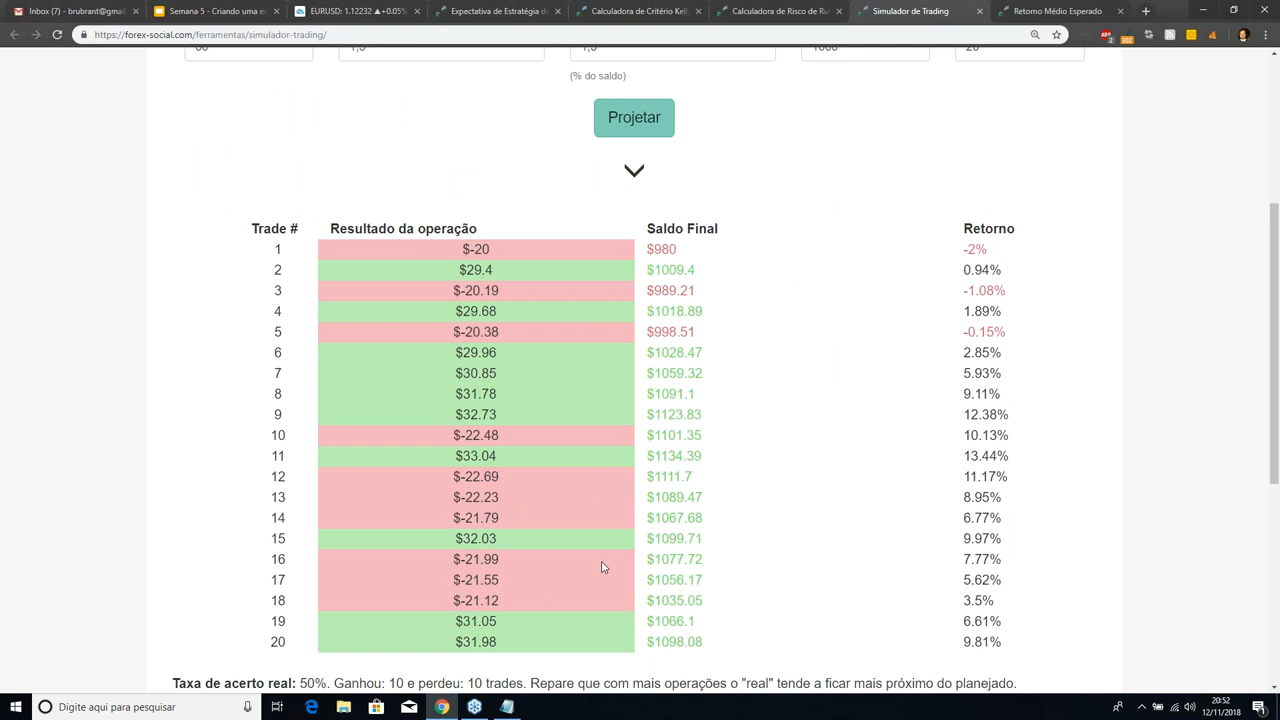 Inbox (7) - brubrant@gmail
Semana 5 - Criando uma es
EURUSD: 1.12232 ▲+0.05%
Expectativa de Estratégia d
Calculadora de Critério Kell
Calculadora de Risco de Ru
Simulador de Trading
Retorno Médio Esperado
https://forex-social.com/ferramentas/simulador-trading/
(% do saldo)
Projetar
Trade # Resultado da operação Saldo Final Retorno
1 $-20 $980 -2%
2 $29.4 $1009.4 0.94%
3 $-20.19 $989.21 -1.08%
4 $29.68 $1018.89 1.89%
5 $-20.38 $998.51 -0.15%
6 $29.96 $1028.47 2.85%
7 $30.85 $1059.32 5.93%
8 $31.78 $1091.1 9.11%
9 $32.73 $1123.83 12.38%
10 $-22.48 $1101.35 10.13%
11 $33.04 $1134.39 13.44%
12 $-22.69 $1111.7 11.17%
13 $-22.23 $1089.47 8.95%
14 $-21.79 $1067.68 6.77%
15 $32.03 $1099.71 9.97%
16 $-21.99 $1077.72 7.77%
17 $-21.55 $1056.17 5.62%
18 $-21.12 $1035.05 3.5%
19 $31.05 $1066.1 6.61%
20 $31.98 $1098.08 9.81%
Taxa de acerto real: 50%. Ganhou: 10 e perdeu: 10 trades. Repare que com mais operações o "real" tende a ficar mais próximo do planejado.
Digite aqui para pesquisar
20:52
12/11/2018